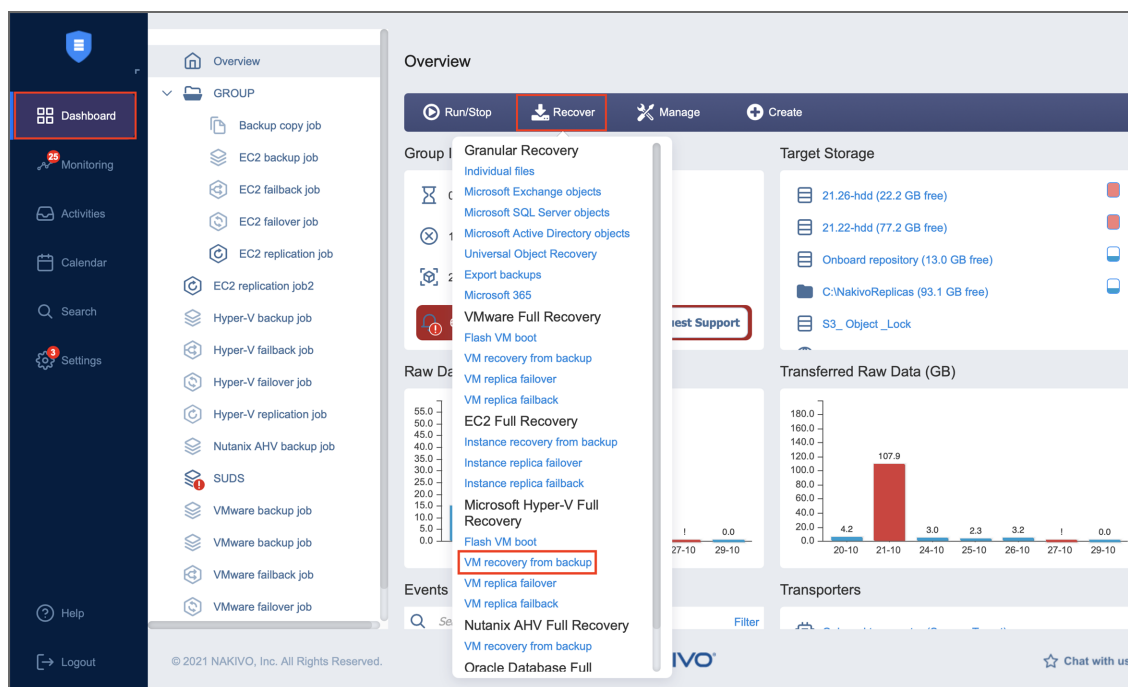 Dashboard
25
Monitoring
Activities
Calendar
Search
3
Settings
Help
Logout
Overview
GROUP
Backup copy job
EC2 backup job
EC2 failback job
EC2 failover job
EC2 replication job
EC2 replication job2
Hyper-V backup job
Hyper-V failback job
Hyper-V failover job
Hyper-V replication job
Nutanix AHV backup job
SUDS
VMware backup job
VMware backup job
VMware failback job
VMware failover job
Overview
Run/Stop
Recover
Manage
Create
Group I
Granular Recovery
Individual files
Microsoft Exchange objects
Microsoft SQL Server objects
Microsoft Active Directory objects
Universal Object Recovery
Export backups
Microsoft 365
VMware Full Recovery
Flash VM boot
VM recovery from backup
VM replica failover
VM replica failback
EC2 Full Recovery
Instance recovery from backup
Instance replica failover
Instance replica failback
Microsoft Hyper-V Full
Recovery
Flash VM boot
VM recovery from backup
VM replica failover
VM replica failback
Nutanix AHV Full Recovery
VM recovery from backup
Oracle Database Full
uest Support
Raw Da
55.0
50.0
45.0
40.0
35.0
30.0
25.0
20.0
15.0
10.0
5.0
0.0
! 0.0
27-10 29-10
Events
Se
Filter
Target Storage
21.26-hdd (22.2 GB free)
21.22-hdd (77.2 GB free)
Onboard repository (13.0 GB free)
C:\NakivoReplicas (93.1 GB free)
S3_ Object _Lock
Transferred Raw Data (GB)
180.0
160.0
140.0
120.0
100.0
80.0
60.0
40.0
20.0
0.0
4.2 107.9 3.0 2.3 3.2 ! 0.0
20-10 21-10 24-10 25-10 26-10 27-10 29-10
Transporters
© 2021 NAKIVO, Inc. All Rights Reserved.
IVO
Chat with us